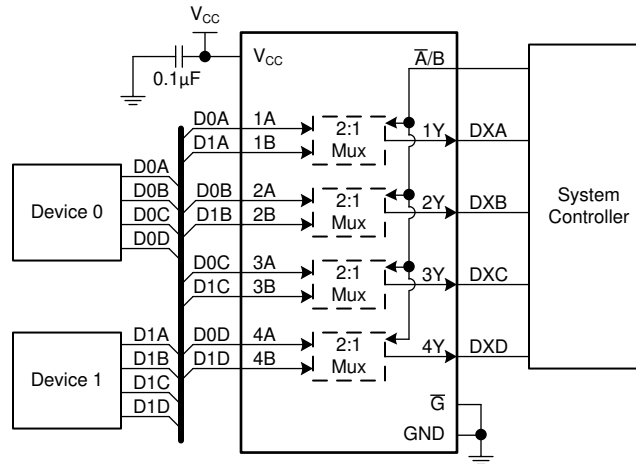 V_CC
0.1µF
V_CC
A̅/B
D0A 1A
D1A 1B
2:1
Mux
1Y DXA
D0B 2A
D1B 2B
2:1
Mux
2Y DXB
D0C 3A
D1C 3B
2:1
Mux
3Y DXC
D0D 4A
D1D 4B
2:1
Mux
4Y DXD
G̅
GND
Device 0
D0A
D0B
D0C
D0D
Device 1
D1A
D1B
D1C
D1D
System
Controller